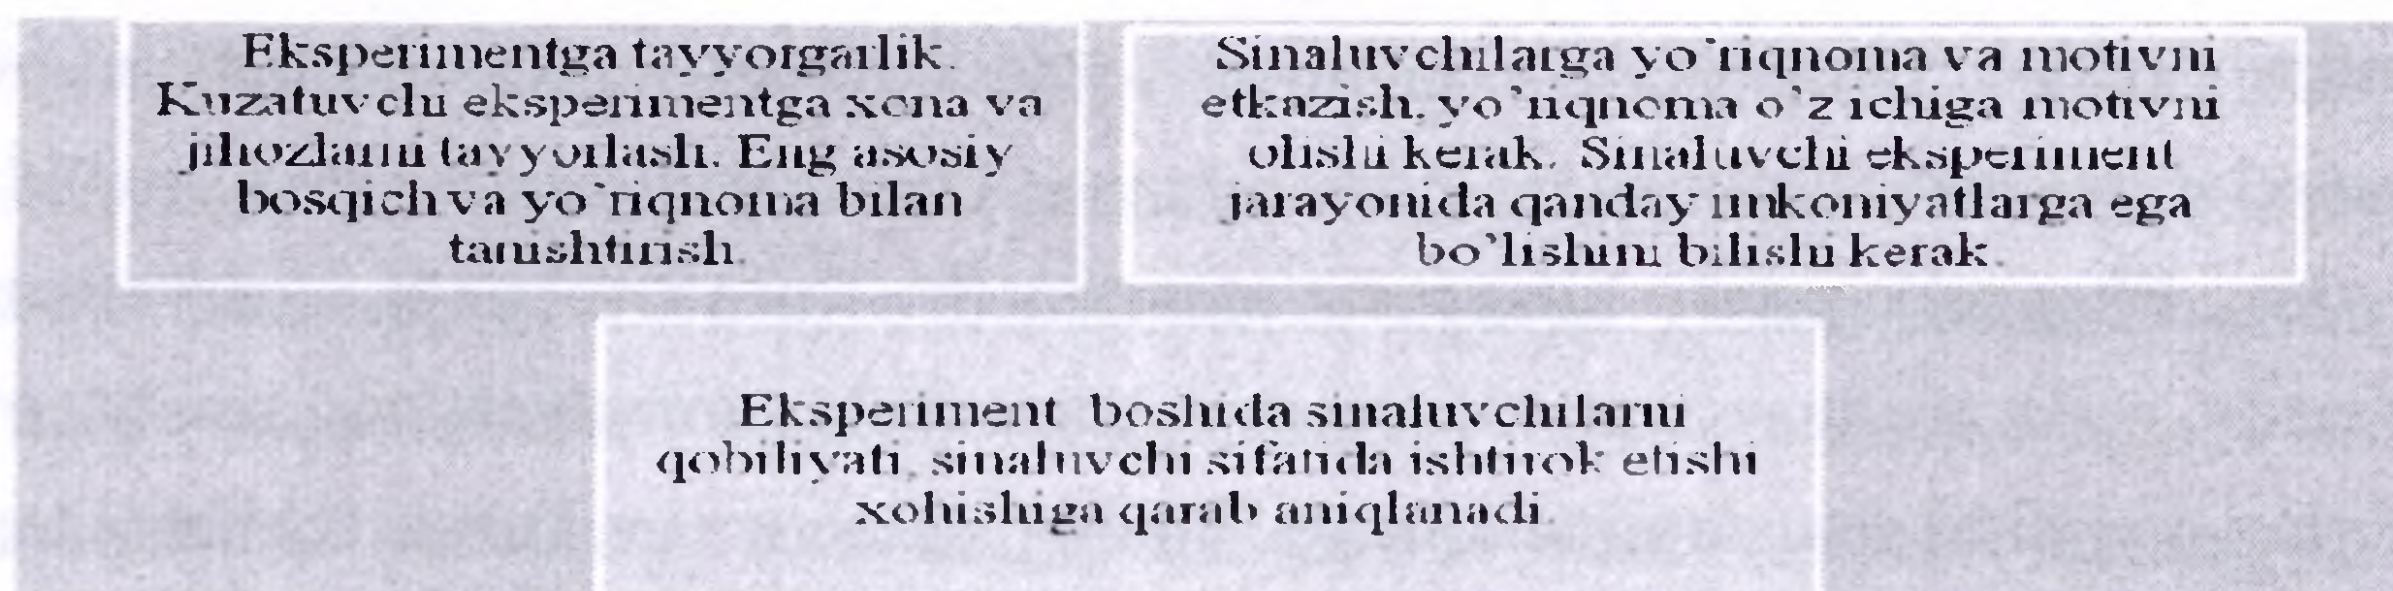 Eksperimentga tayyorgarlik.
Kuzatuvchi eksperimentga xona va
jihozlarni tayyorlash. Eng asosiy
bosqich va yo`riqnoma bilan
tanishtirish.
Sinaluvchilarga yo`riqnoma va motivni
etkazish. yo`riqnoma o`z ichiga motivni
olishi kerak. Sinaluvchi eksperiment
jarayonida qanday imkoniyatlarga ega
bo`lishini bilishi kerak.
Eksperiment boshida sinaluvchilarni
qobiliyati, sinaluvchi sifatida ishtirok etishi
xohishiga qarab aniqlanadi.